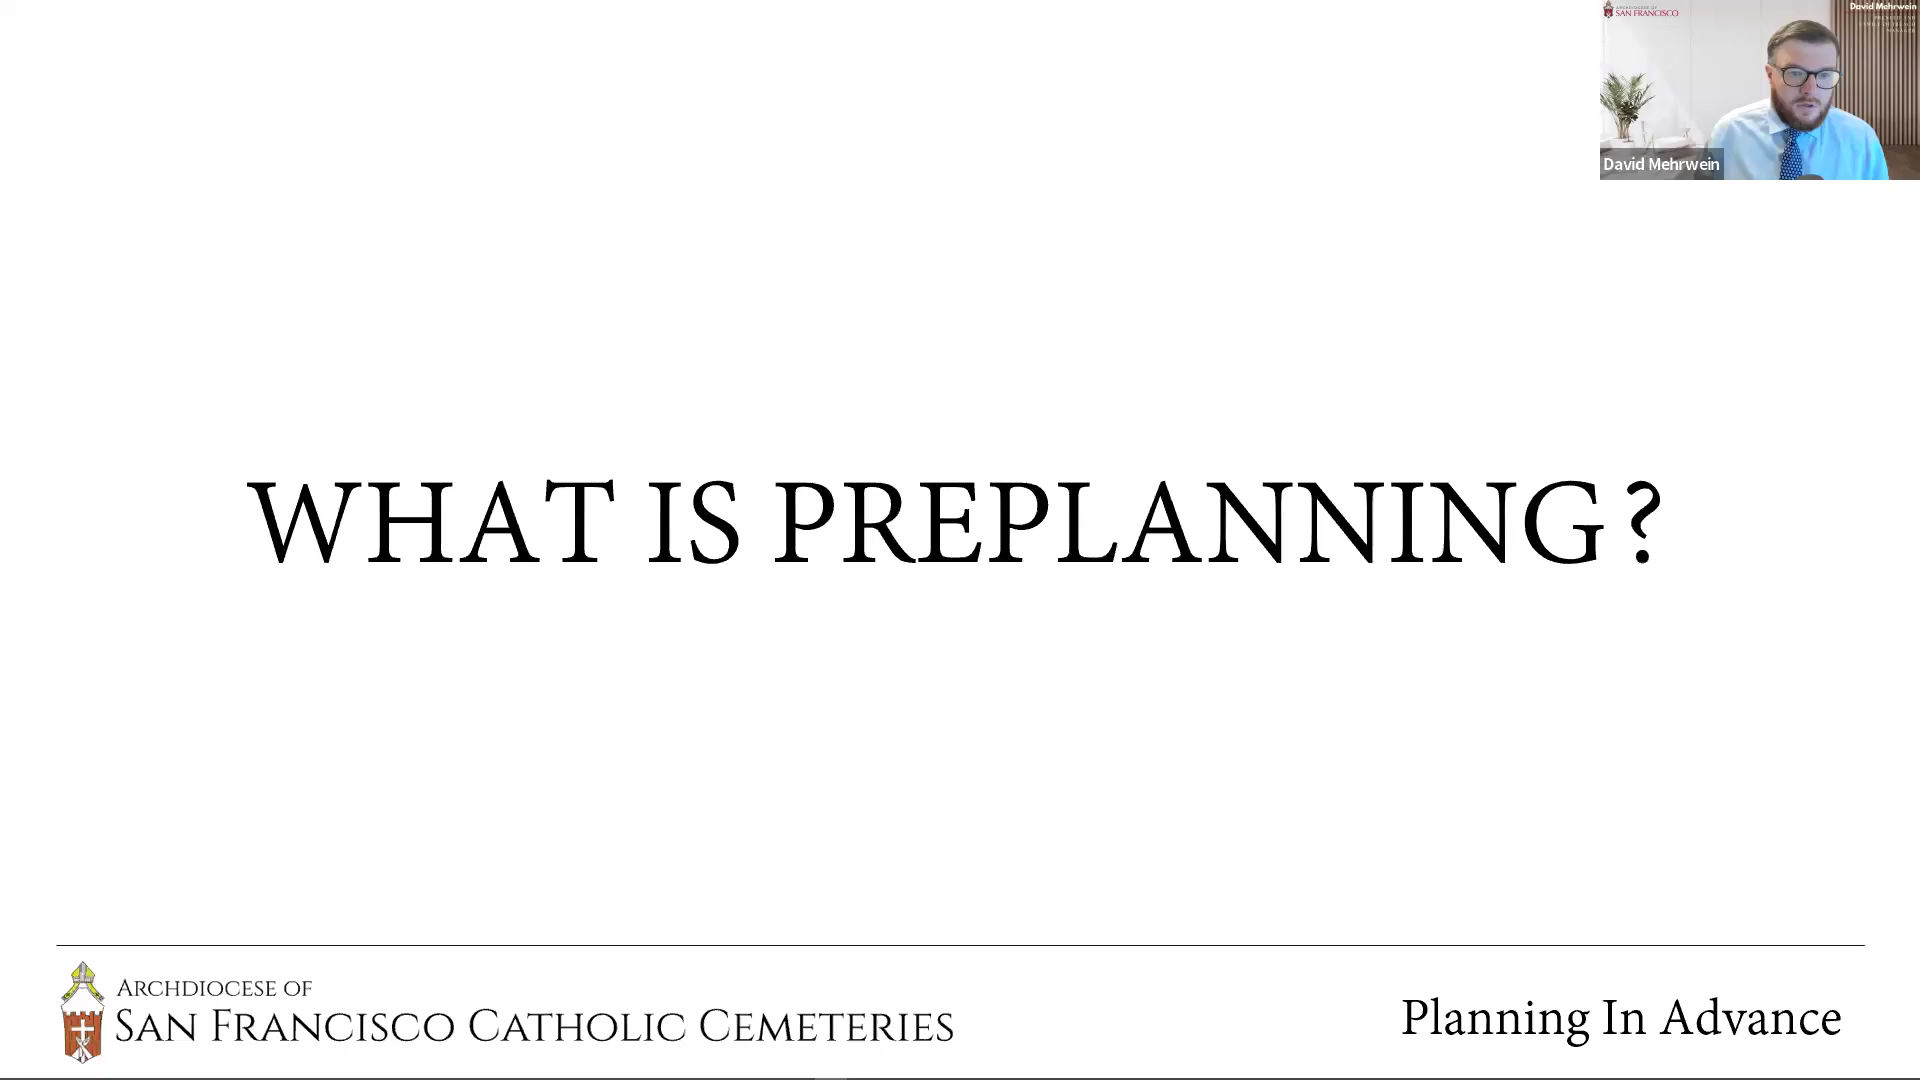 ARCHDIOCESE OF
SAN FRANCISCO
David Mehrwein
David Mehrwein
WHAT IS PREPLANNING?
ARCHDIOCESE OF
SAN FRANCISCO CATHOLIC CEMETERIES
Planning In Advance